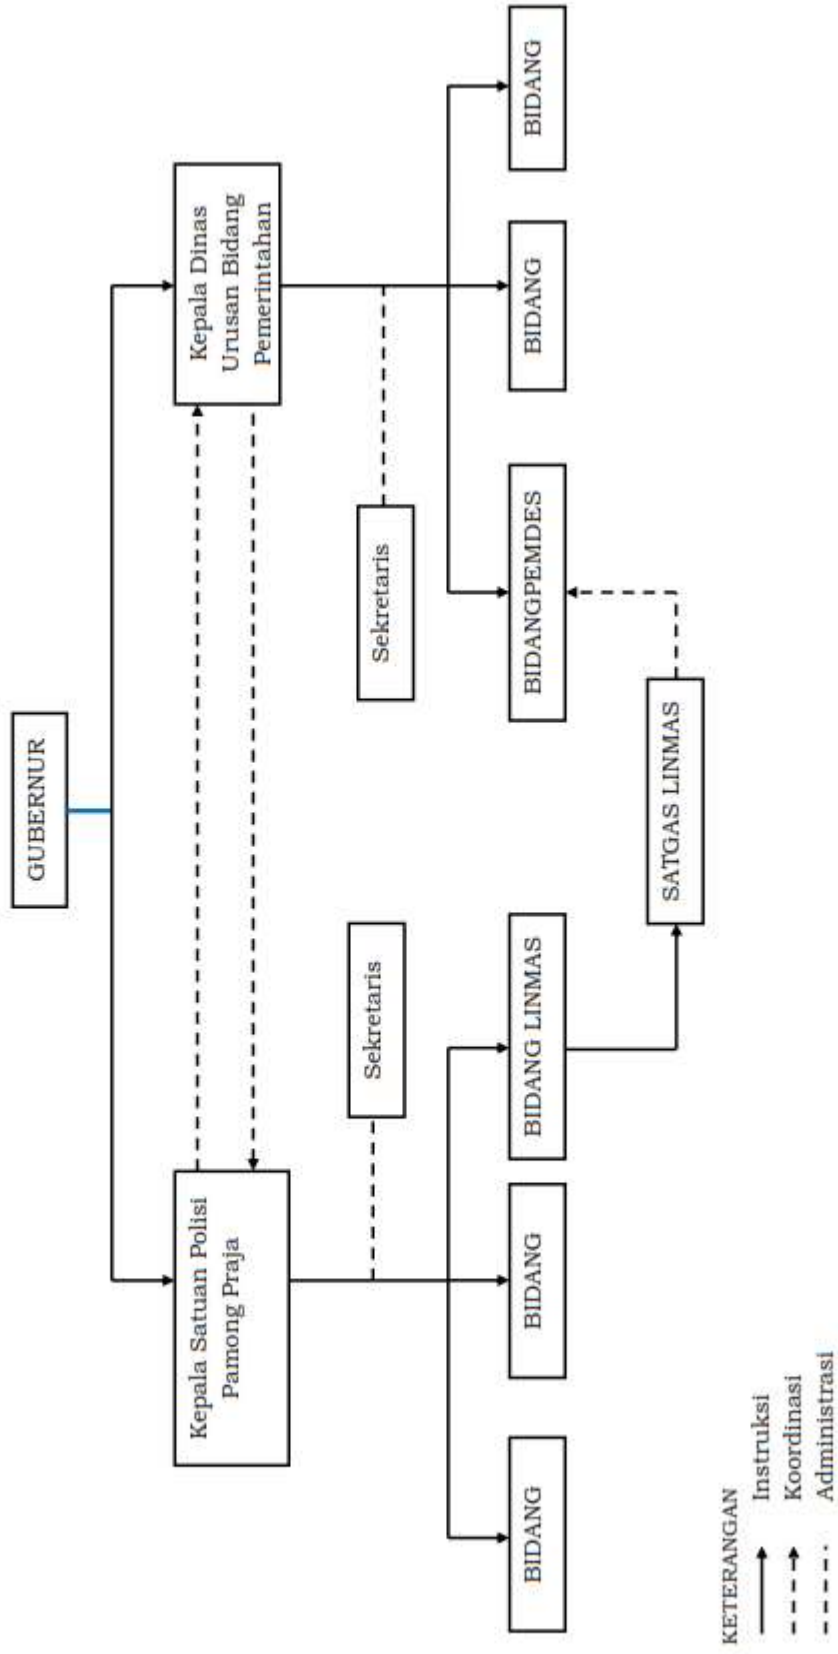 GUBERNUR
Kepala Satuan Polisi
Pamong Praja
Kepala Dinas
Urusan Bidang
Pemerintahan
Sekretaris
Sekretaris
BIDANG
BIDANG
BIDANG LINMAS
BIDANGPEMDES
BIDANG
BIDANG
SATGAS LINMAS
KETERANGAN
Instruksi
Koordinasi
Administrasi